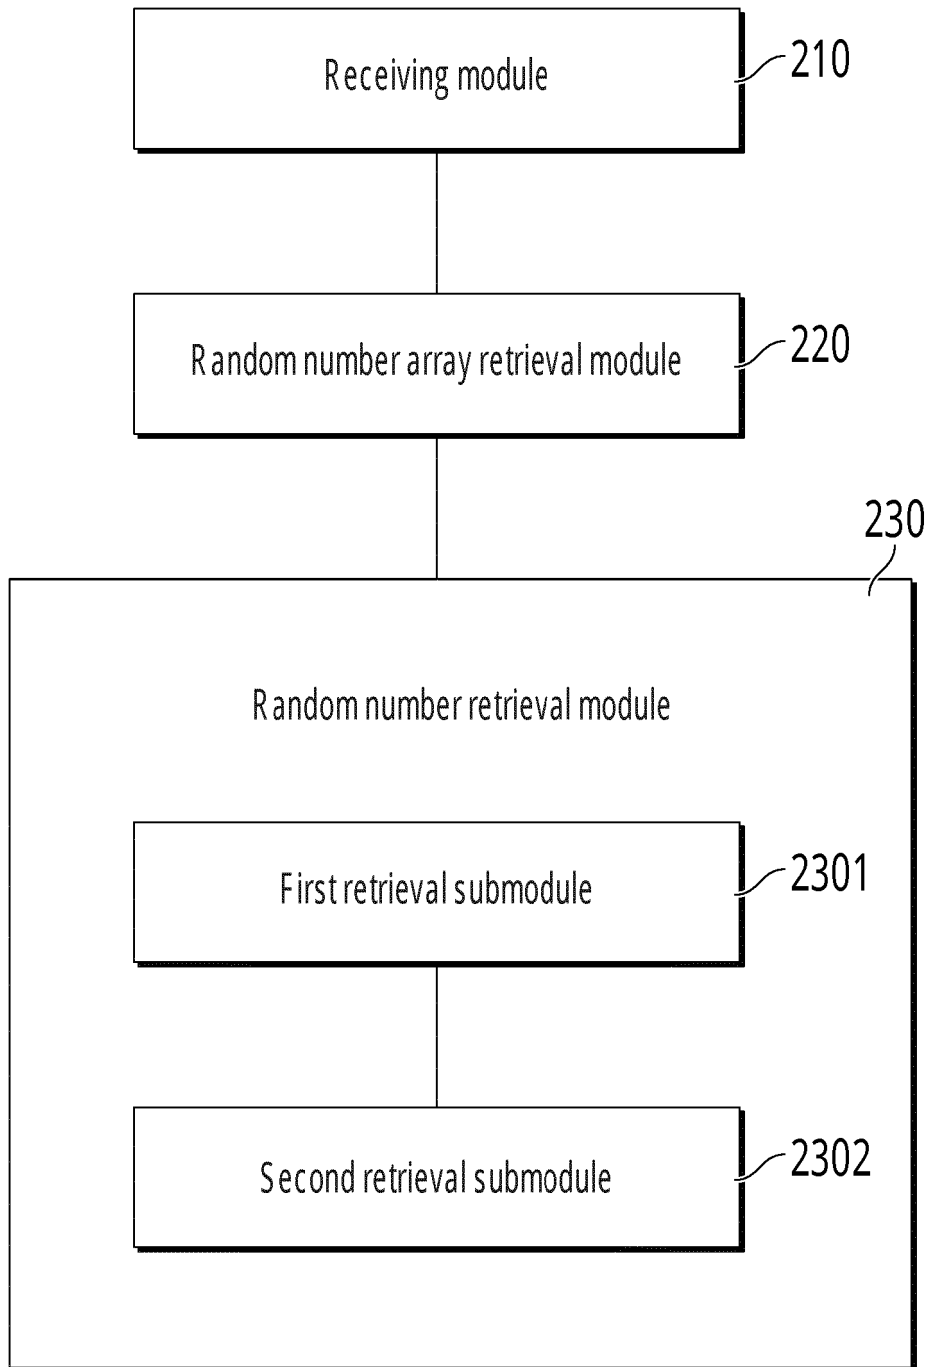 Receiving module
210
Random number array retrieval module
220
230
Random number retrieval module
First retrieval submodule
2301
Second retrieval submodule
2302